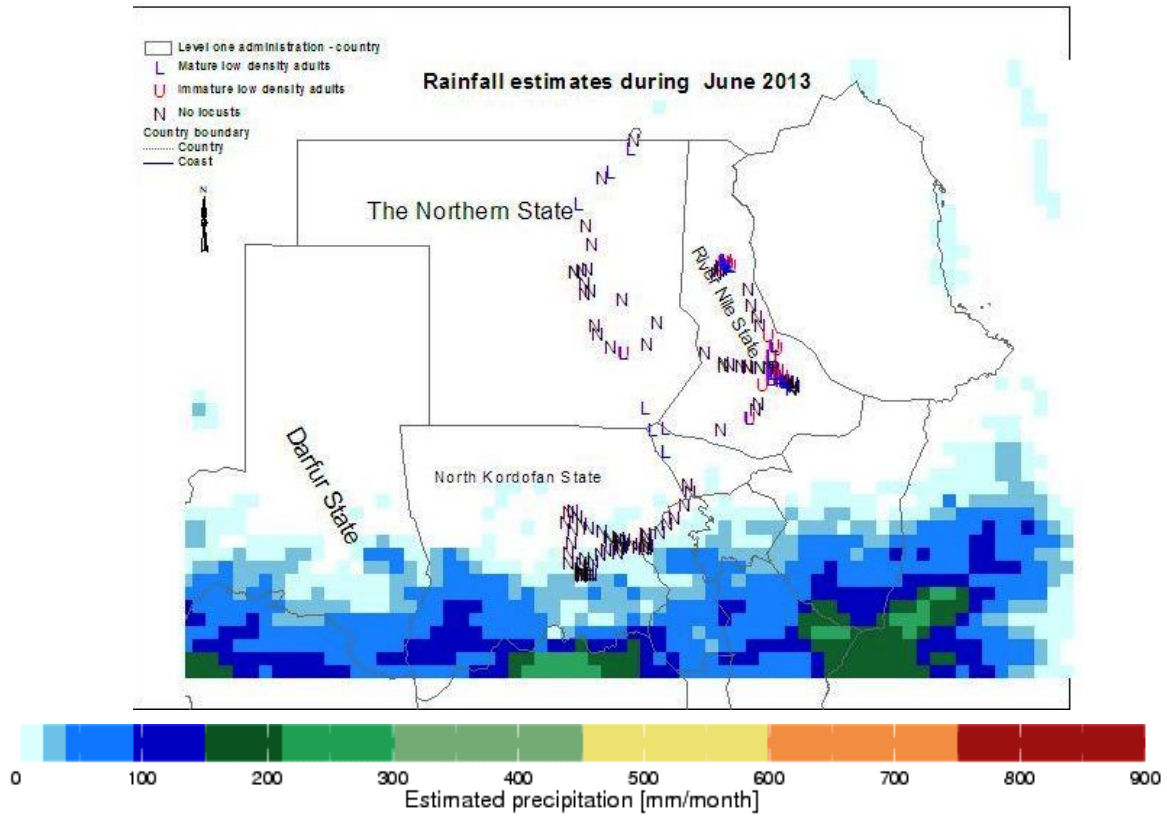 Level one administration - country
L Mature low density adults
U Immature low density adults
N No locusts
Country boundary
Country
Coast
Rainfall estimates during June 2013
N
The Northern State
River Nile State
Darfur State
North Kordofan State
0 100 200 300 400 500 600 700 800 900
Estimated precipitation [mm/month]